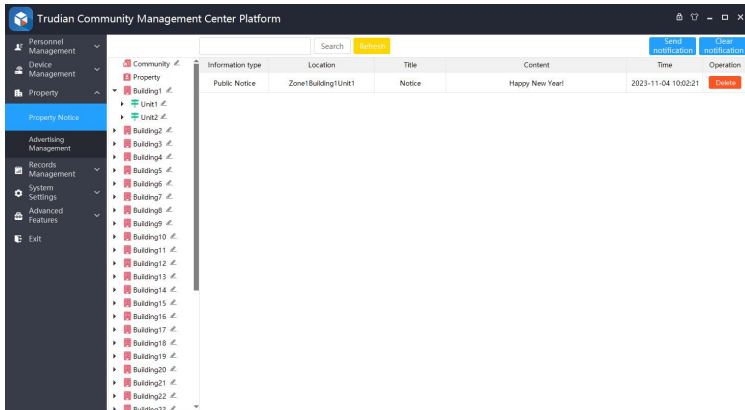 Trudian Community Management Center Platform
Personnel
Management
Device
Management
Property
Property Notice
Advertising
Management
Records
Management
System
Settings
Advanced
Features
Exit
Community
Property
Building1
Unit1
Unit2
Building2
Building3
Building4
Building5
Building6
Building7
Building8
Building9
Building10
Building11
Building12
Building13
Building14
Building15
Building16
Building17
Building18
Building19
Building20
Building21
Building22
Building23
Search Refresh
Send
notification
Clear
notification
Information type Location Title Content Time Operation
Public Notice Zone1Building1Unit1 Notice Happy New Year! 2023-11-04 10:02:21 Delete